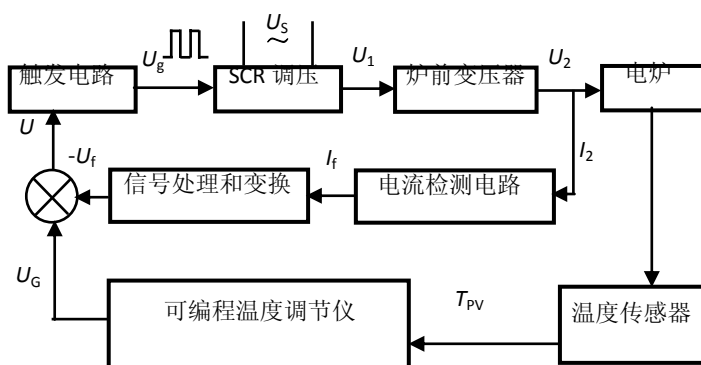 U_S
~
U_g
U_1
U_2
触发电路
SCR 调压
炉前变压器
电炉
U
-U_f
I_f
I_2
信号处理和变换
电流检测电路
U_G
可编程温度调节仪
T_PV
温度传感器